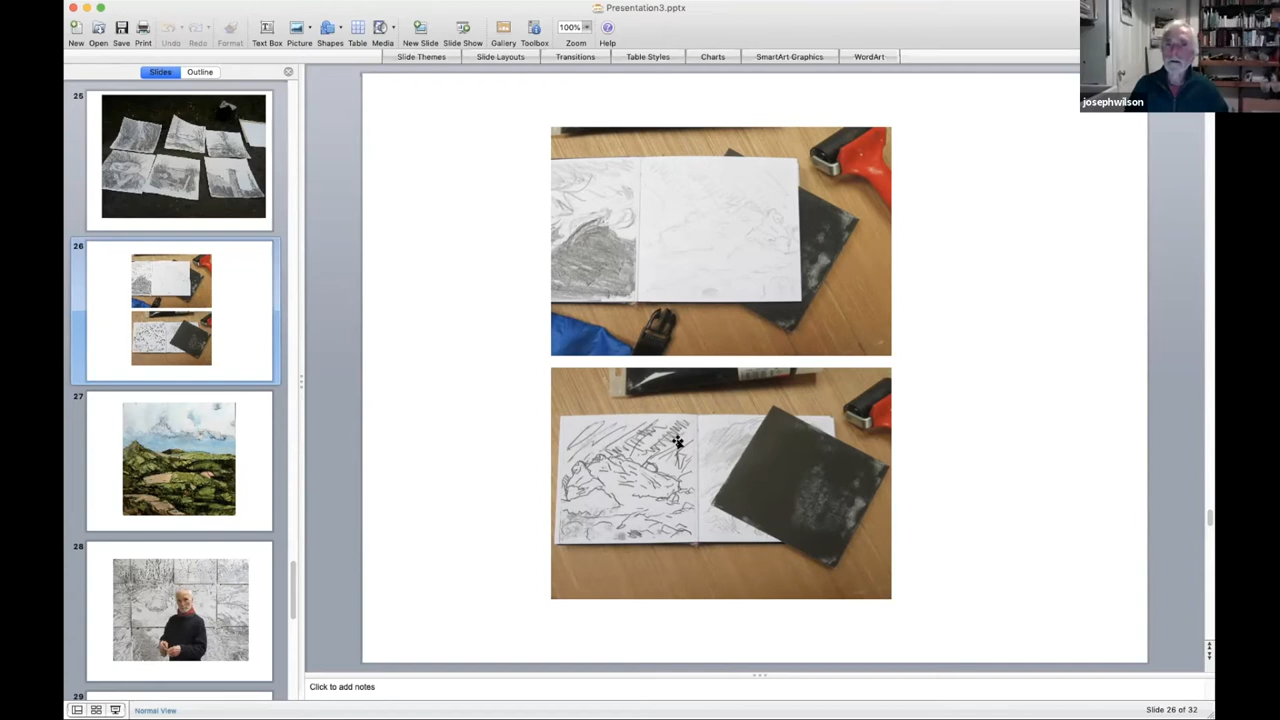 Presentation3.pptx
New Open Save Print Undo Redo Format Text Box Picture Shapes Table Media New Slide Slide Show Gallery Toolbox Zoom Help
100%
Slide Themes Slide Layouts Transitions Table Styles Charts SmartArt Graphics WordArt
Slides Outline
josephwilson
25
26
27
28
29
Click to add notes
Normal View
Slide 26 of 32